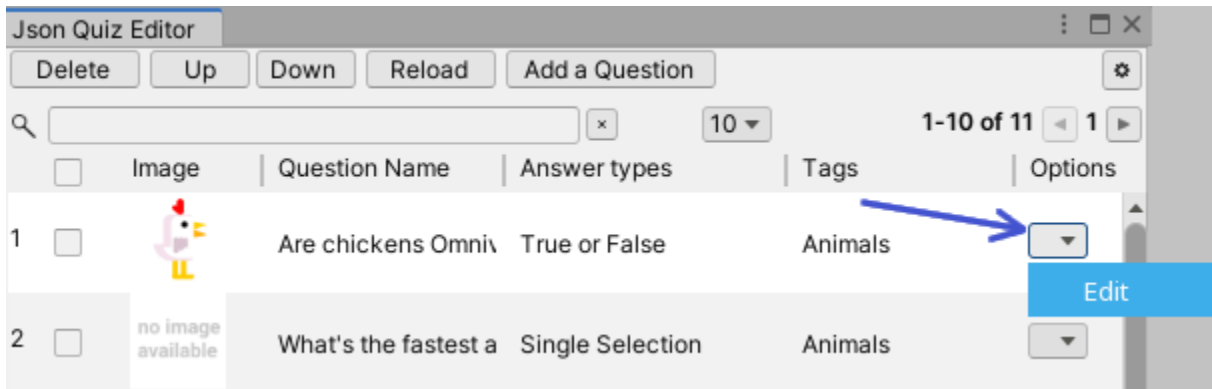 Json Quiz Editor
Delete Up Down Reload Add a Question
10 1-10 of 11 1
Image Question Name Answer types Tags Options
1 Are chickens Omniv True or False Animals
Edit
2 no image available What's the fastest a Single Selection Animals